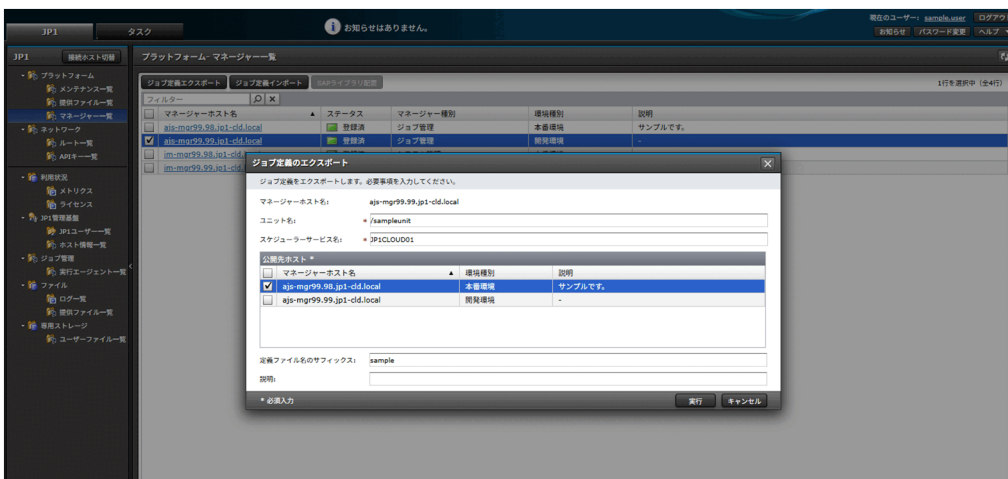 現在のユーザー: sample.user ログアウ
JP1 タスク
お知らせはありません。
お知らせ パスワード変更 ヘルプ
JP1 接続ホスト切替
プラットフォーム- マネージャー一覧
プラットフォーム
メンテナンス一覧
提供ファイル一覧
マネージャー一覧
ネットワーク
ルート一覧
APIキー一覧
利用状況
メトリクス
ライセンス
JP1管理基盤
JP1ユーザー一覧
ホスト情報一覧
ジョブ管理
実行エージェント一覧
ファイル
ログ一覧
提供ファイル一覧
専用ストレージ
ユーザーファイル一覧
ジョブ定義エクスポート ジョブ定義インポート SAPライブラリ配置
1行を選択中（全4行）
フィルター
マネージャーホスト名 ▲ ステータス マネージャー種別 環境種別 説明
ajs-mgr99.98.jp1-cld.local 登録済 ジョブ管理 本番環境 サンプルです。
ajs-mgr99.99.jp1-cld.local 登録済 ジョブ管理 開発環境 -
im-mgr99.98.jp1-cld.local
im-mgr99.99.jp1-cld.
ジョブ定義のエクスポート
ジョブ定義をエクスポートします。必要事項を入力してください。
マネージャーホスト名: ajs-mgr99.99.jp1-cld.local
ユニット名: * /sampleunit
スケジューラーサービス名: * JP1CLOUD01
公開先ホスト *
マネージャーホスト名 ▲ 環境種別 説明
ajs-mgr99.98.jp1-cld.local 本番環境 サンプルです。
ajs-mgr99.99.jp1-cld.local 開発環境 -
定義ファイル名のサフィックス: sample
説明:
* 必須入力
実行 キャンセル